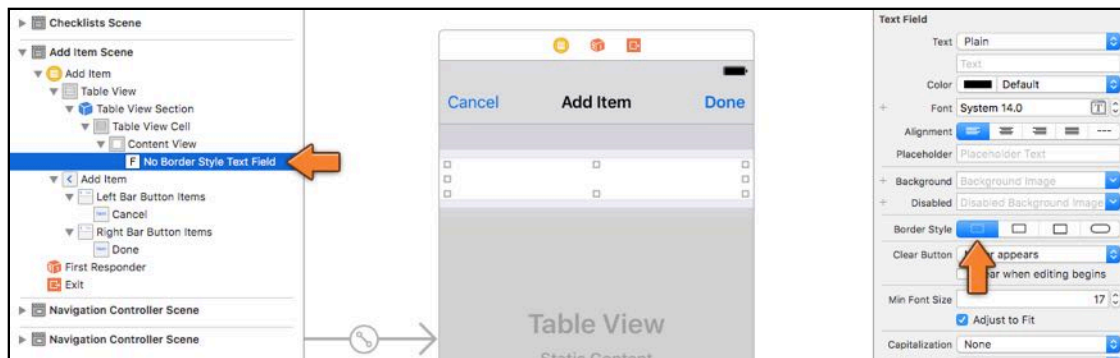 Checklists Scene
Add Item Scene
Add Item
Table View
Table View Section
Table View Cell
Content View
F No Border Style Text Field
Add Item
Left Bar Button Items
Cancel
Right Bar Button Items
Done
First Responder
Exit
Navigation Controller Scene
Navigation Controller Scene
Cancel Add Item Done
Table View
Static Content
Text Field
Text Plain
Text
Color Default
+ Font System 14.0 T
Alignment
Placeholder Placeholder Text
+ Background Background Image
+ Disabled Disabled Background Image
Border Style
Clear Button appears
when editing begins
Min Font Size 17
Adjust to Fit
Capitalization None